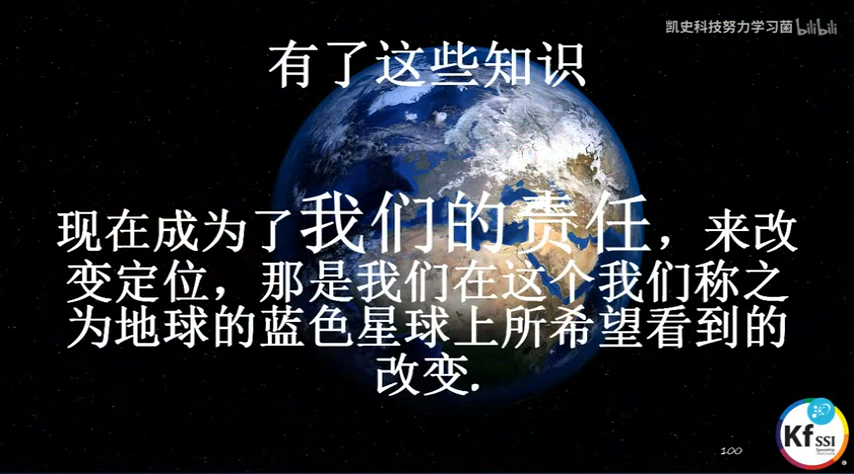 凯史科技努力学习菌 bilibili
有了这些知识
现在成为了我们的责任，来改
变定位，那是我们在这个我们称之
为地球的蓝色星球上所希望看到的
改变.
Kf SSI
100